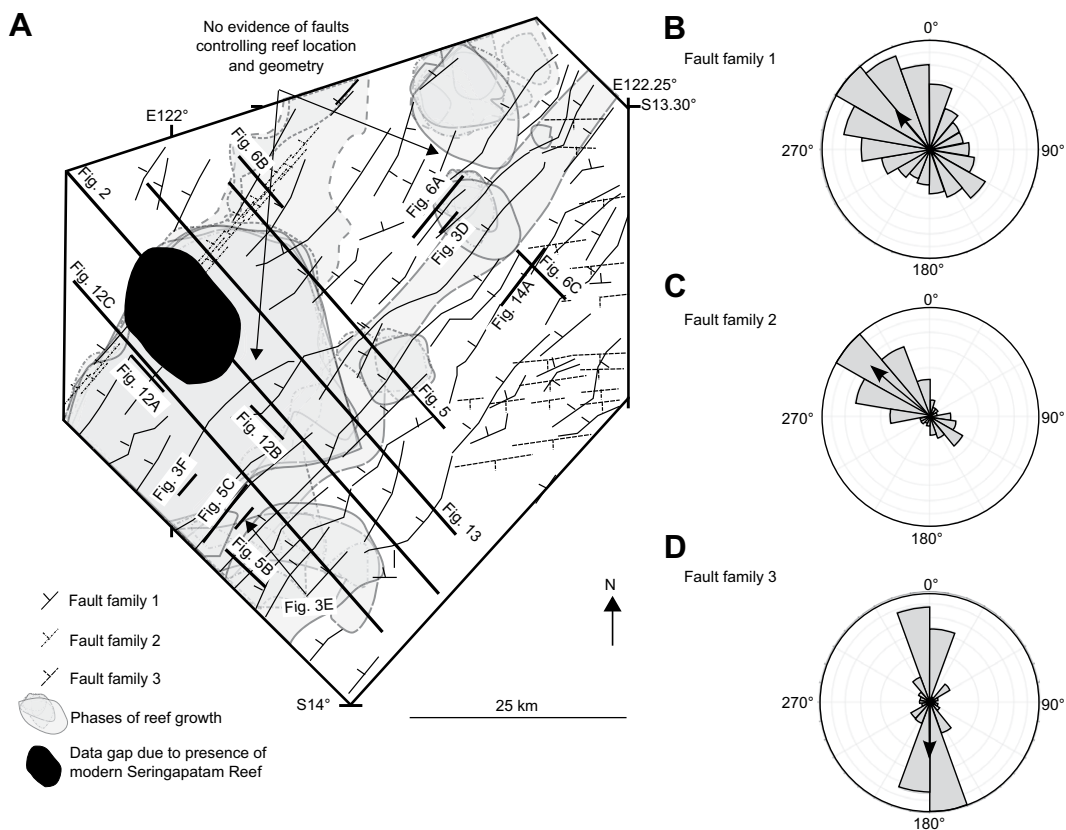 A
No evidence of faults
controlling reef location
and geometry
E122.25°
S13.30°
E122°
Fig. 2
Fig. 6B
Fig. 6A
Fig. 3D
Fig. 6C
Fig. 14A
Fig. 12C
Fig. 12A
Fig. 12B
Fig. 5
Fig. 3F
Fig. 5C
Fig. 5B
Fig. 13
Fig. 3E
N
S14°
25 km
Fault family 1
Fault family 2
Fault family 3
Phases of reef growth
Data gap due to presence of
modern Seringapatam Reef
B
Fault family 1
0°
270°
90°
180°
C
Fault family 2
0°
270°
90°
180°
D
Fault family 3
0°
270°
90°
180°